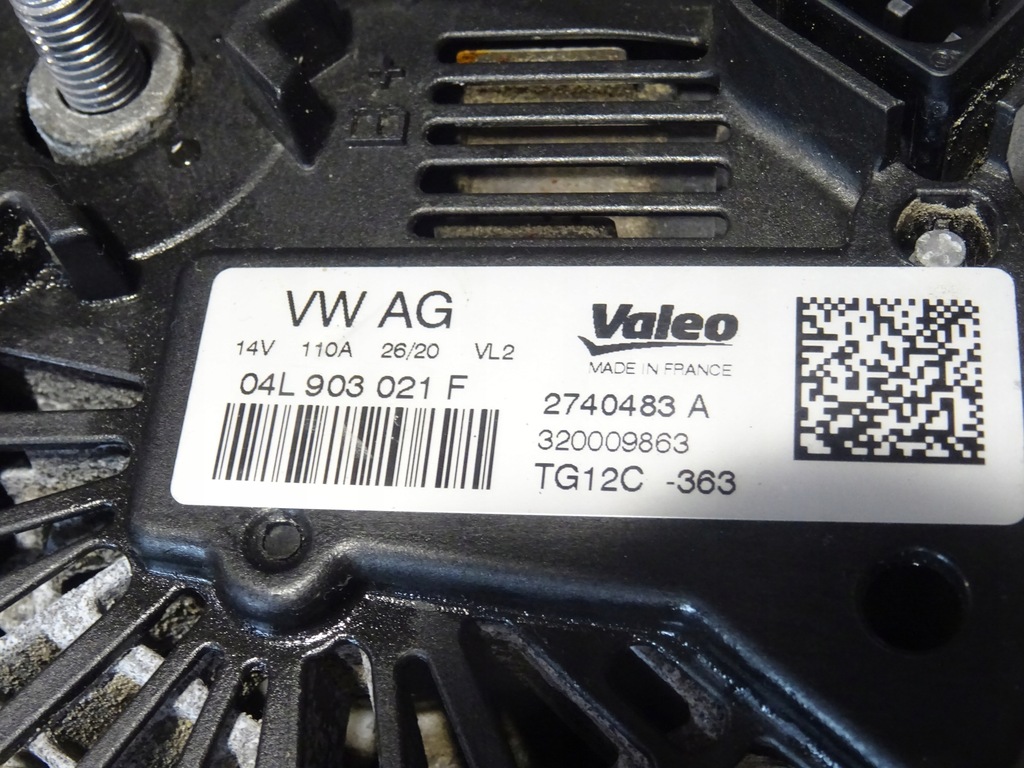 B+
VW AG
14V 110A 26/20 VL2
04L 903 021 F
Valeo
MADE IN FRANCE
2740483 A
320009863
TG12C -363